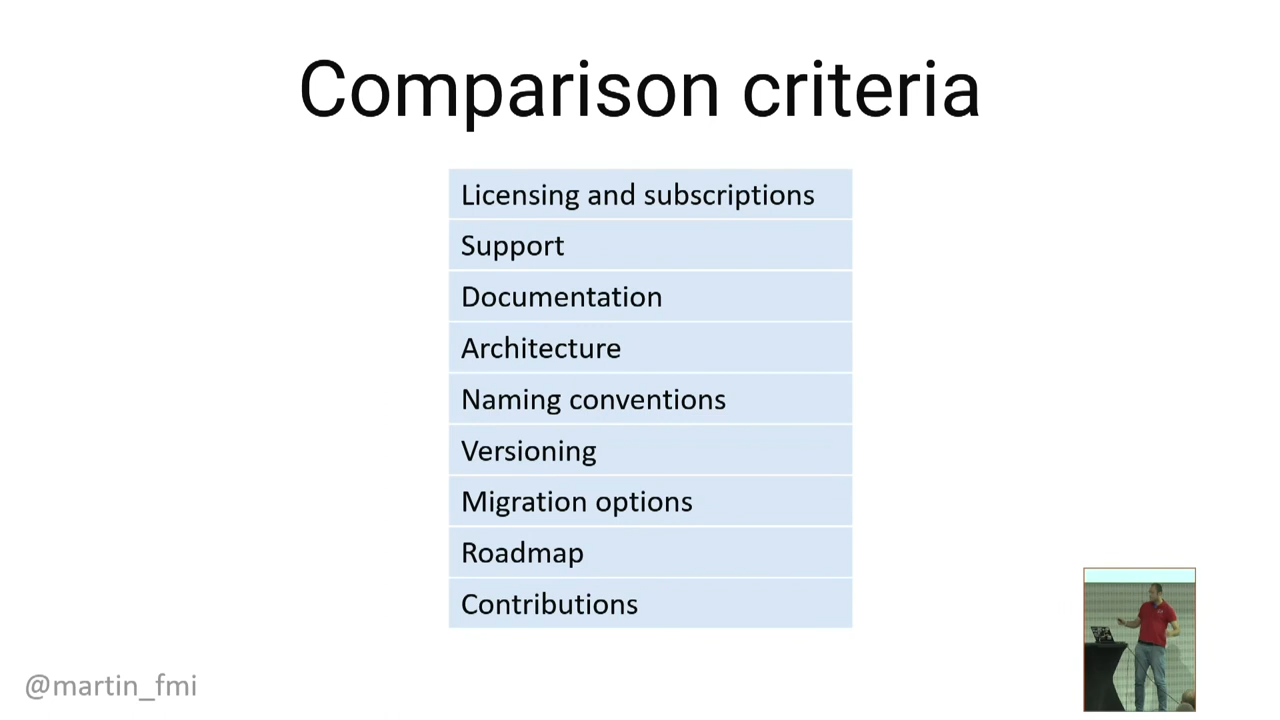 Comparison criteria
Licensing and subscriptions
Support
Documentation
Architecture
Naming conventions
Versioning
Migration options
Roadmap
Contributions
@martin_fmi